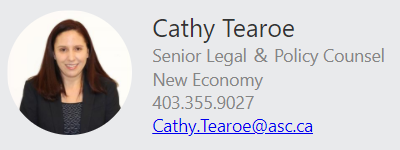 Cathy Tearoe
Senior Legal & Policy Counsel
New Economy
403.355.9027
Cathy.Tearoe@asc.ca